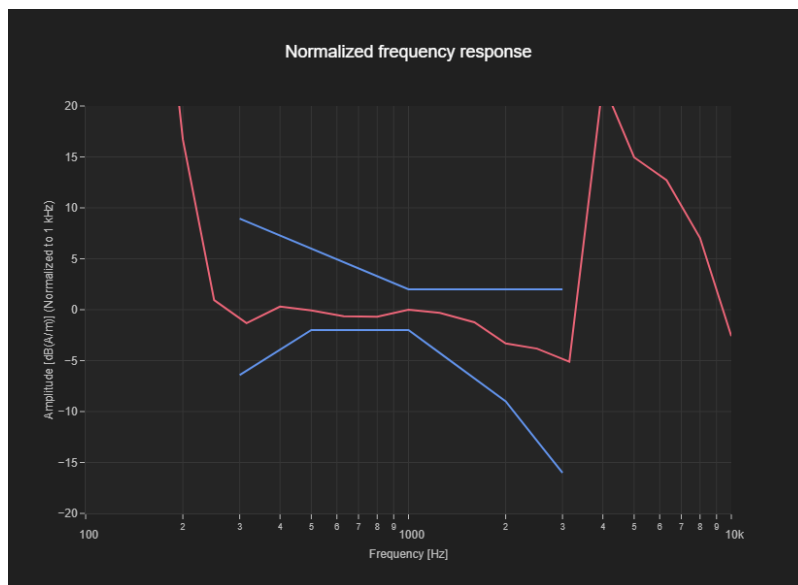 Normalized frequency response
Amplitude [dB(A/m)] (Normalized to 1 kHz)
20
15
10
5
0
−5
−10
−15
−20
100 2 3 4 5 6 7 8 9 1000 2 3 4 5 6 7 8 9 10k
Frequency [Hz]